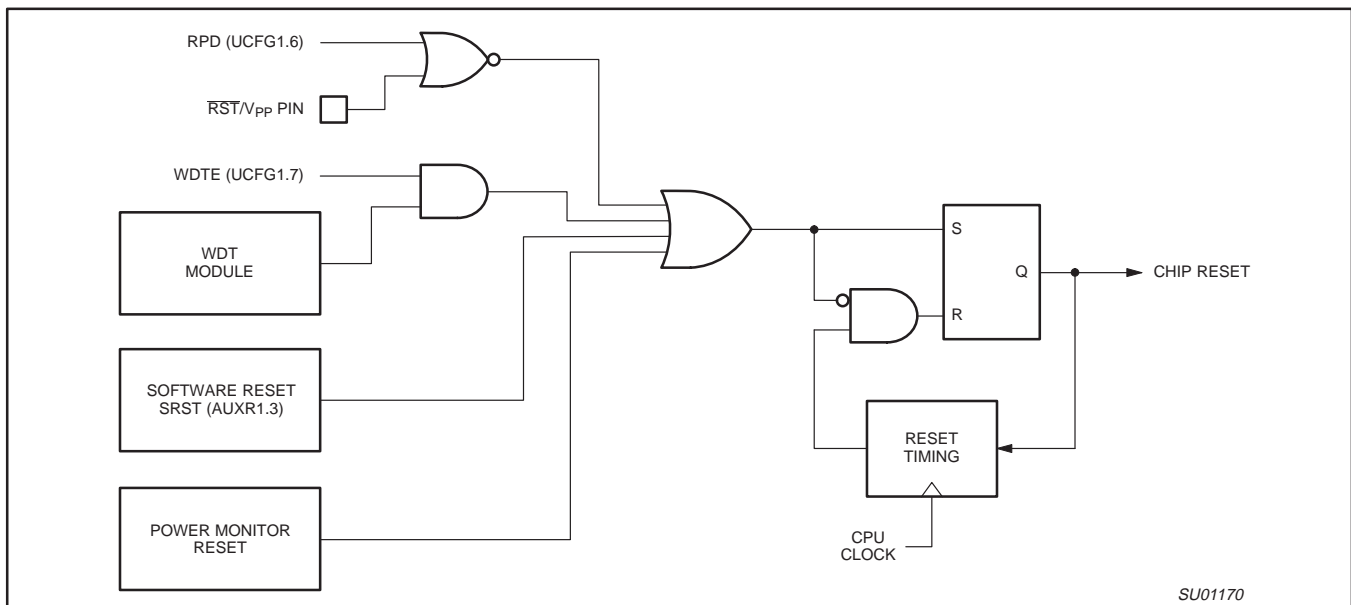 RPD (UCFG1.6)
RST/VPP PIN
WDTE (UCFG1.7)
WDT
MODULE
SOFTWARE RESET
SRST (AUXR1.3)
POWER MONITOR
RESET
S
Q
R
CHIP RESET
RESET
TIMING
CPU
CLOCK
SU01170